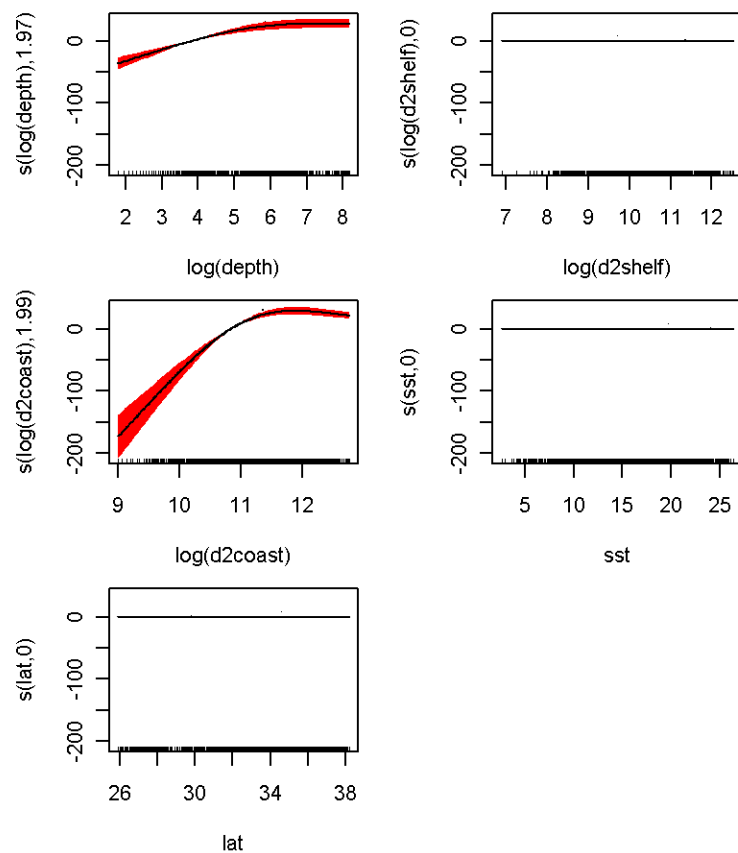 s(log(depth),1.97)
0
-100
-200
2 3 4 5 6 7 8
log(depth)
s(log(d2shelf),0)
0
-100
-200
7 8 9 10 11 12
log(d2shelf)
s(log(d2coast),1.99)
0
-100
-200
9 10 11 12
log(d2coast)
s(sst,0)
0
-100
-200
5 10 15 20 25
sst
s(lat,0)
0
-100
-200
26 30 34 38
lat